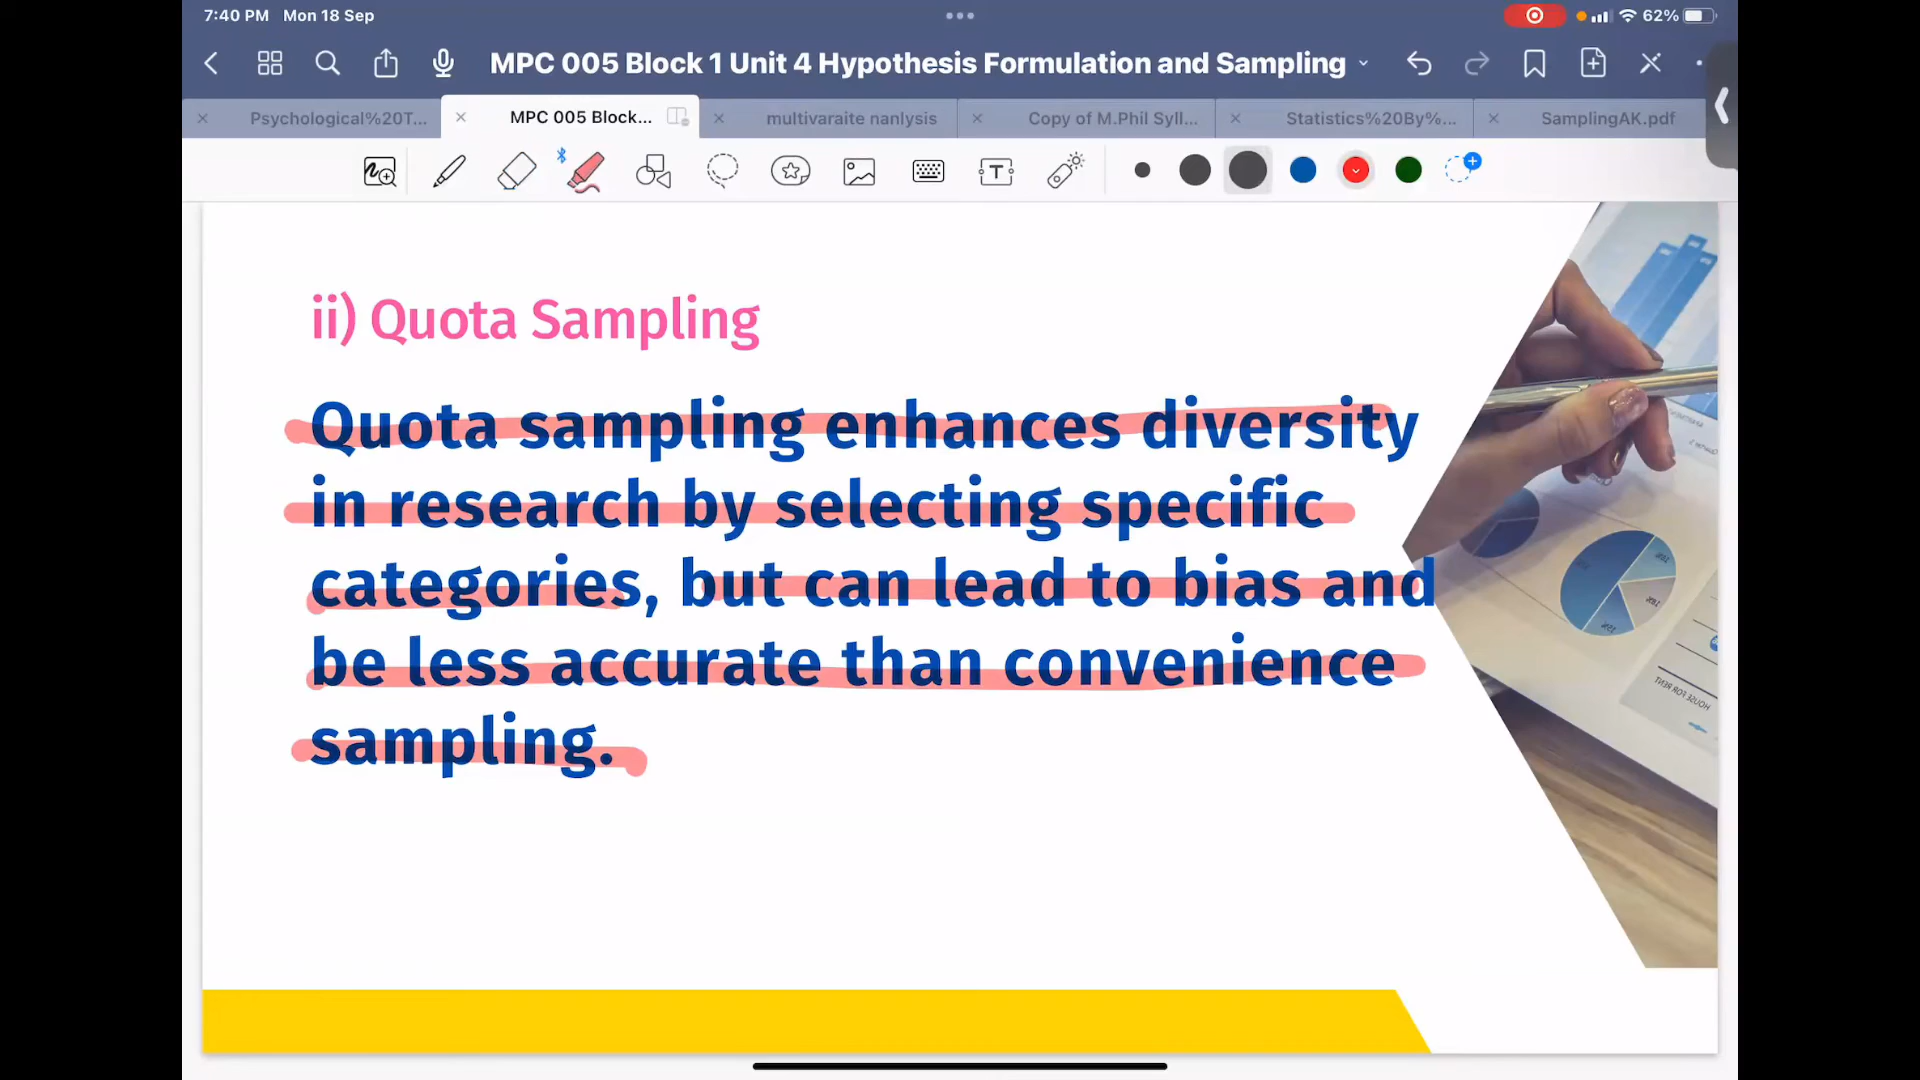 7:40 PM Mon 18 Sep
62%
MPC 005 Block 1 Unit 4 Hypothesis Formulation and Sampling
Psychological%20T...
MPC 005 Block...
multivaraite nanlysis
Copy of M.Phil Syll...
Statistics%20By%...
SamplingAK.pdf
ii) Quota Sampling
Quota sampling enhances diversity
in research by selecting specific
categories, but can lead to bias and
be less accurate than convenience
sampling.
HOUSE FOR RENT